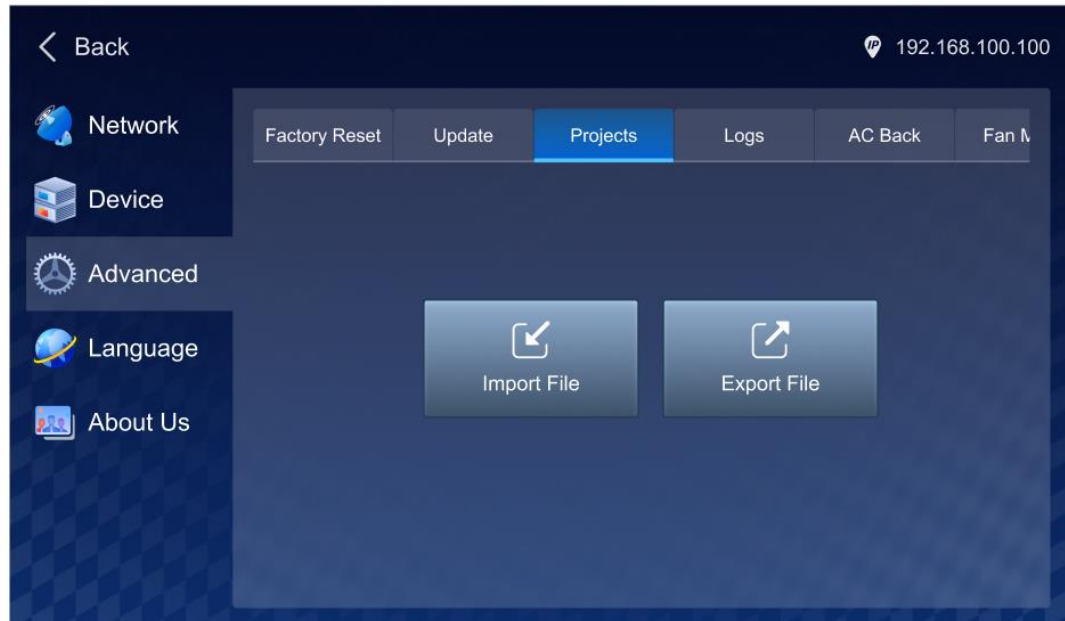 Back
192.168.100.100
Network
Device
Advanced
Language
About Us
Factory Reset
Update
Projects
Logs
AC Back
Fan
Import File
Export File